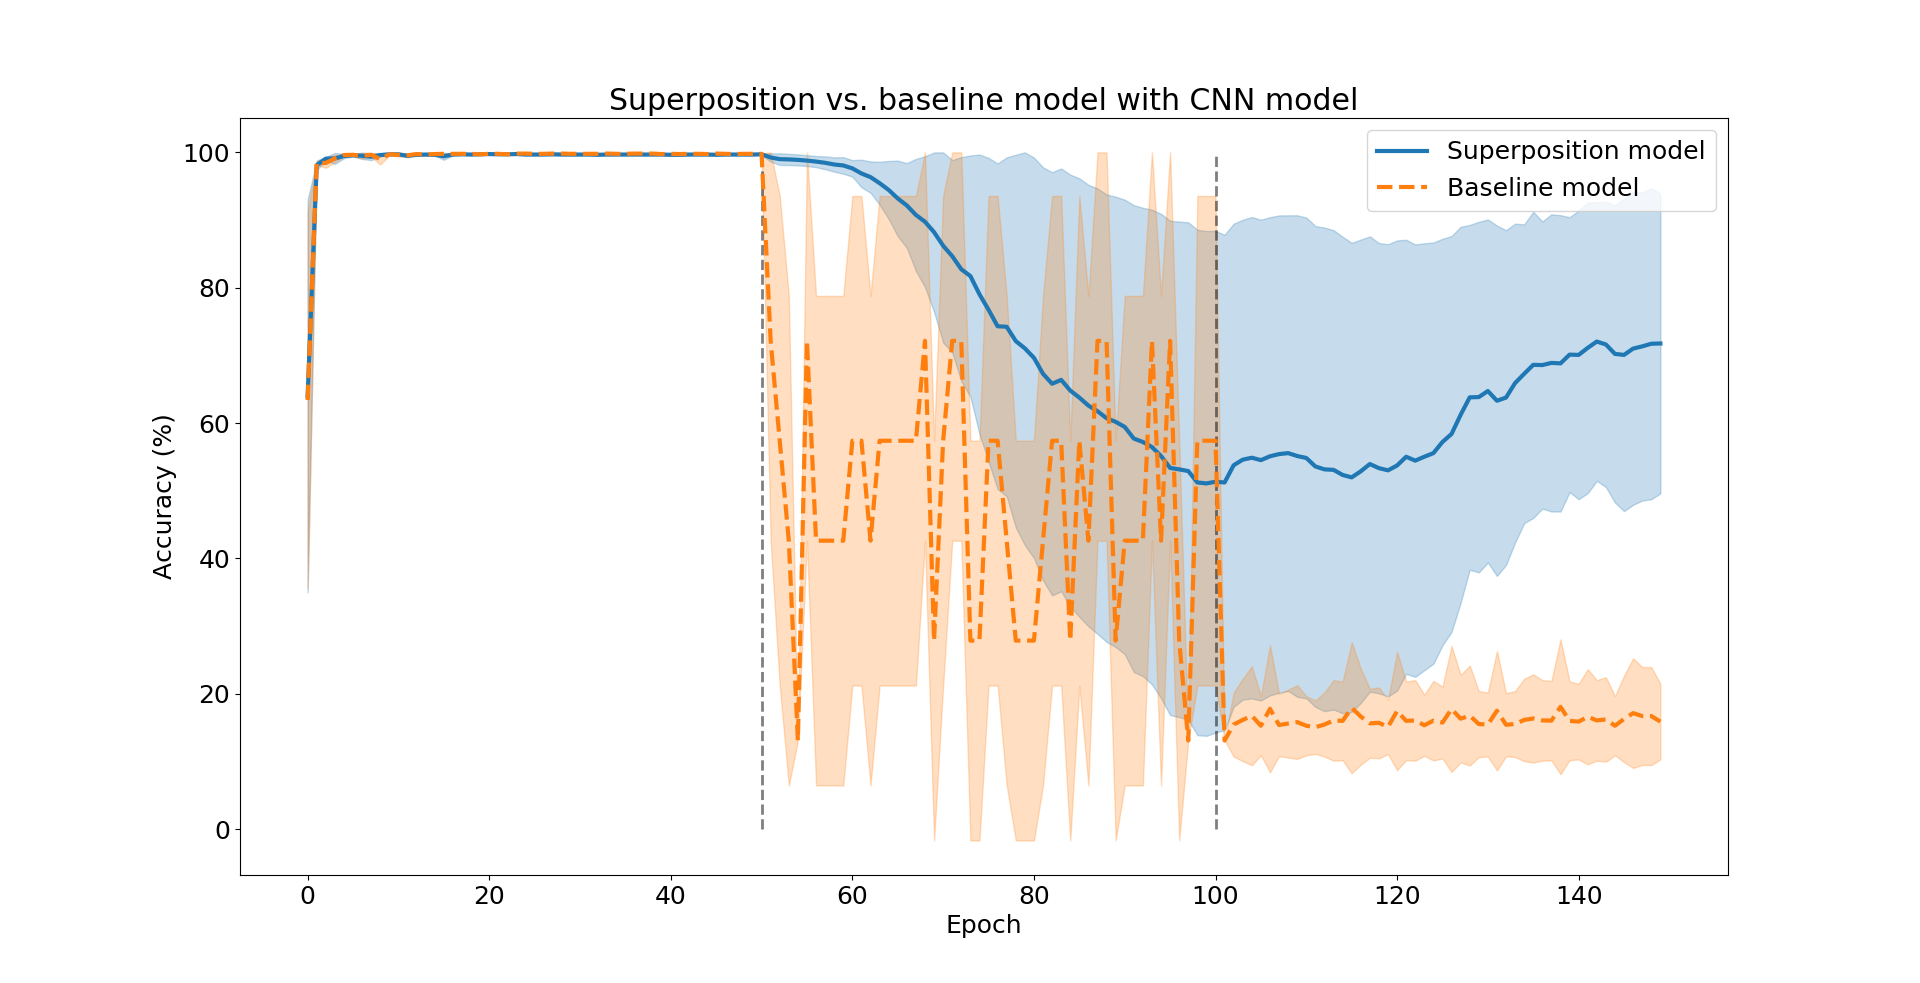 Superposition vs. baseline model with CNN model
Superposition model
Baseline model
Accuracy (%)
100
80
60
40
20
0
0 20 40 60 80 100 120 140
Epoch